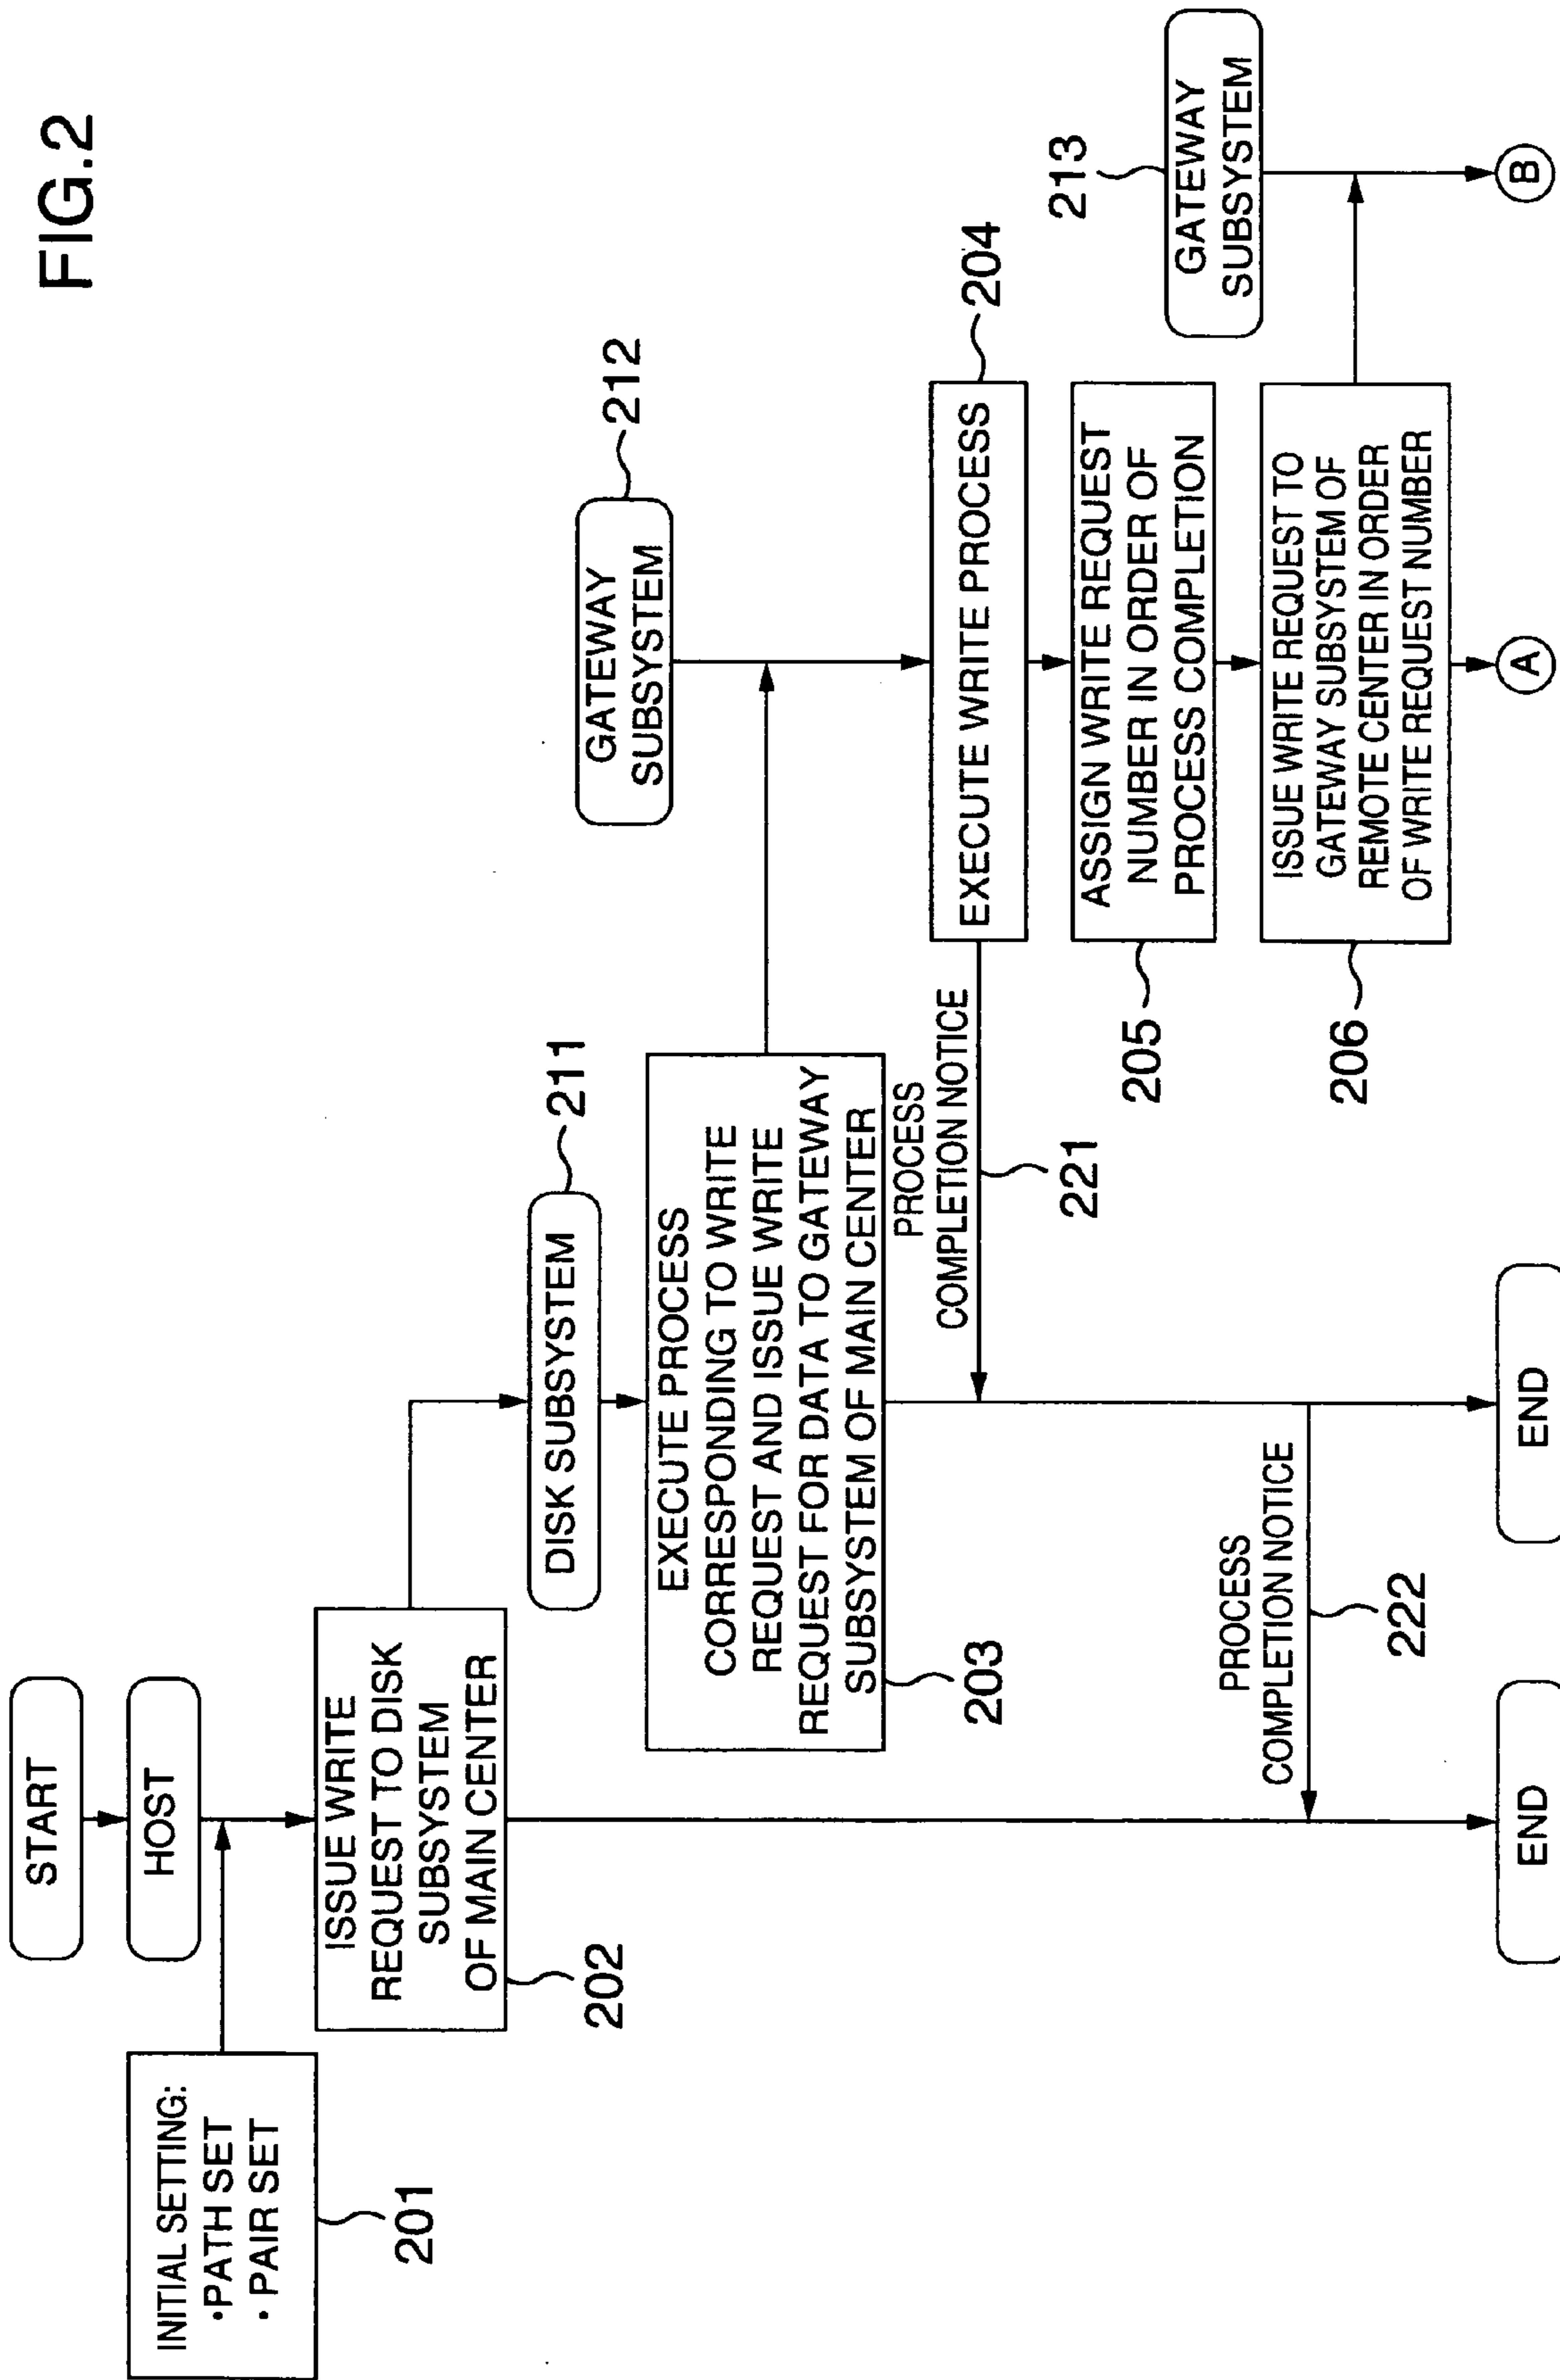 FIG.2
START
HOST
INITIAL SETTING:
•PATH SET
• PAIR SET
201
ISSUE WRITE
REQUEST TO DISK
SUBSYSTEM
OF MAIN CENTER
202
DISK SUBSYSTEM
211
EXECUTE PROCESS
CORRESPONDING TO WRITE
REQUEST AND ISSUE WRITE
REQUEST FOR DATA TO GATEWAY
SUBSYSTEM OF MAIN CENTER
203
GATEWAY
SUBSYSTEM
212
EXECUTE WRITE PROCESS
204
PROCESS
COMPLETION NOTICE
221
ASSIGN WRITE REQUEST
NUMBER IN ORDER OF
PROCESS COMPLETION
205
GATEWAY
SUBSYSTEM
213
ISSUE WRITE REQUEST TO
GATEWAY SUBSYSTEM OF
REMOTE CENTER IN ORDER
OF WRITE REQUEST NUMBER
206
PROCESS
COMPLETION NOTICE
222
END
END
A
B